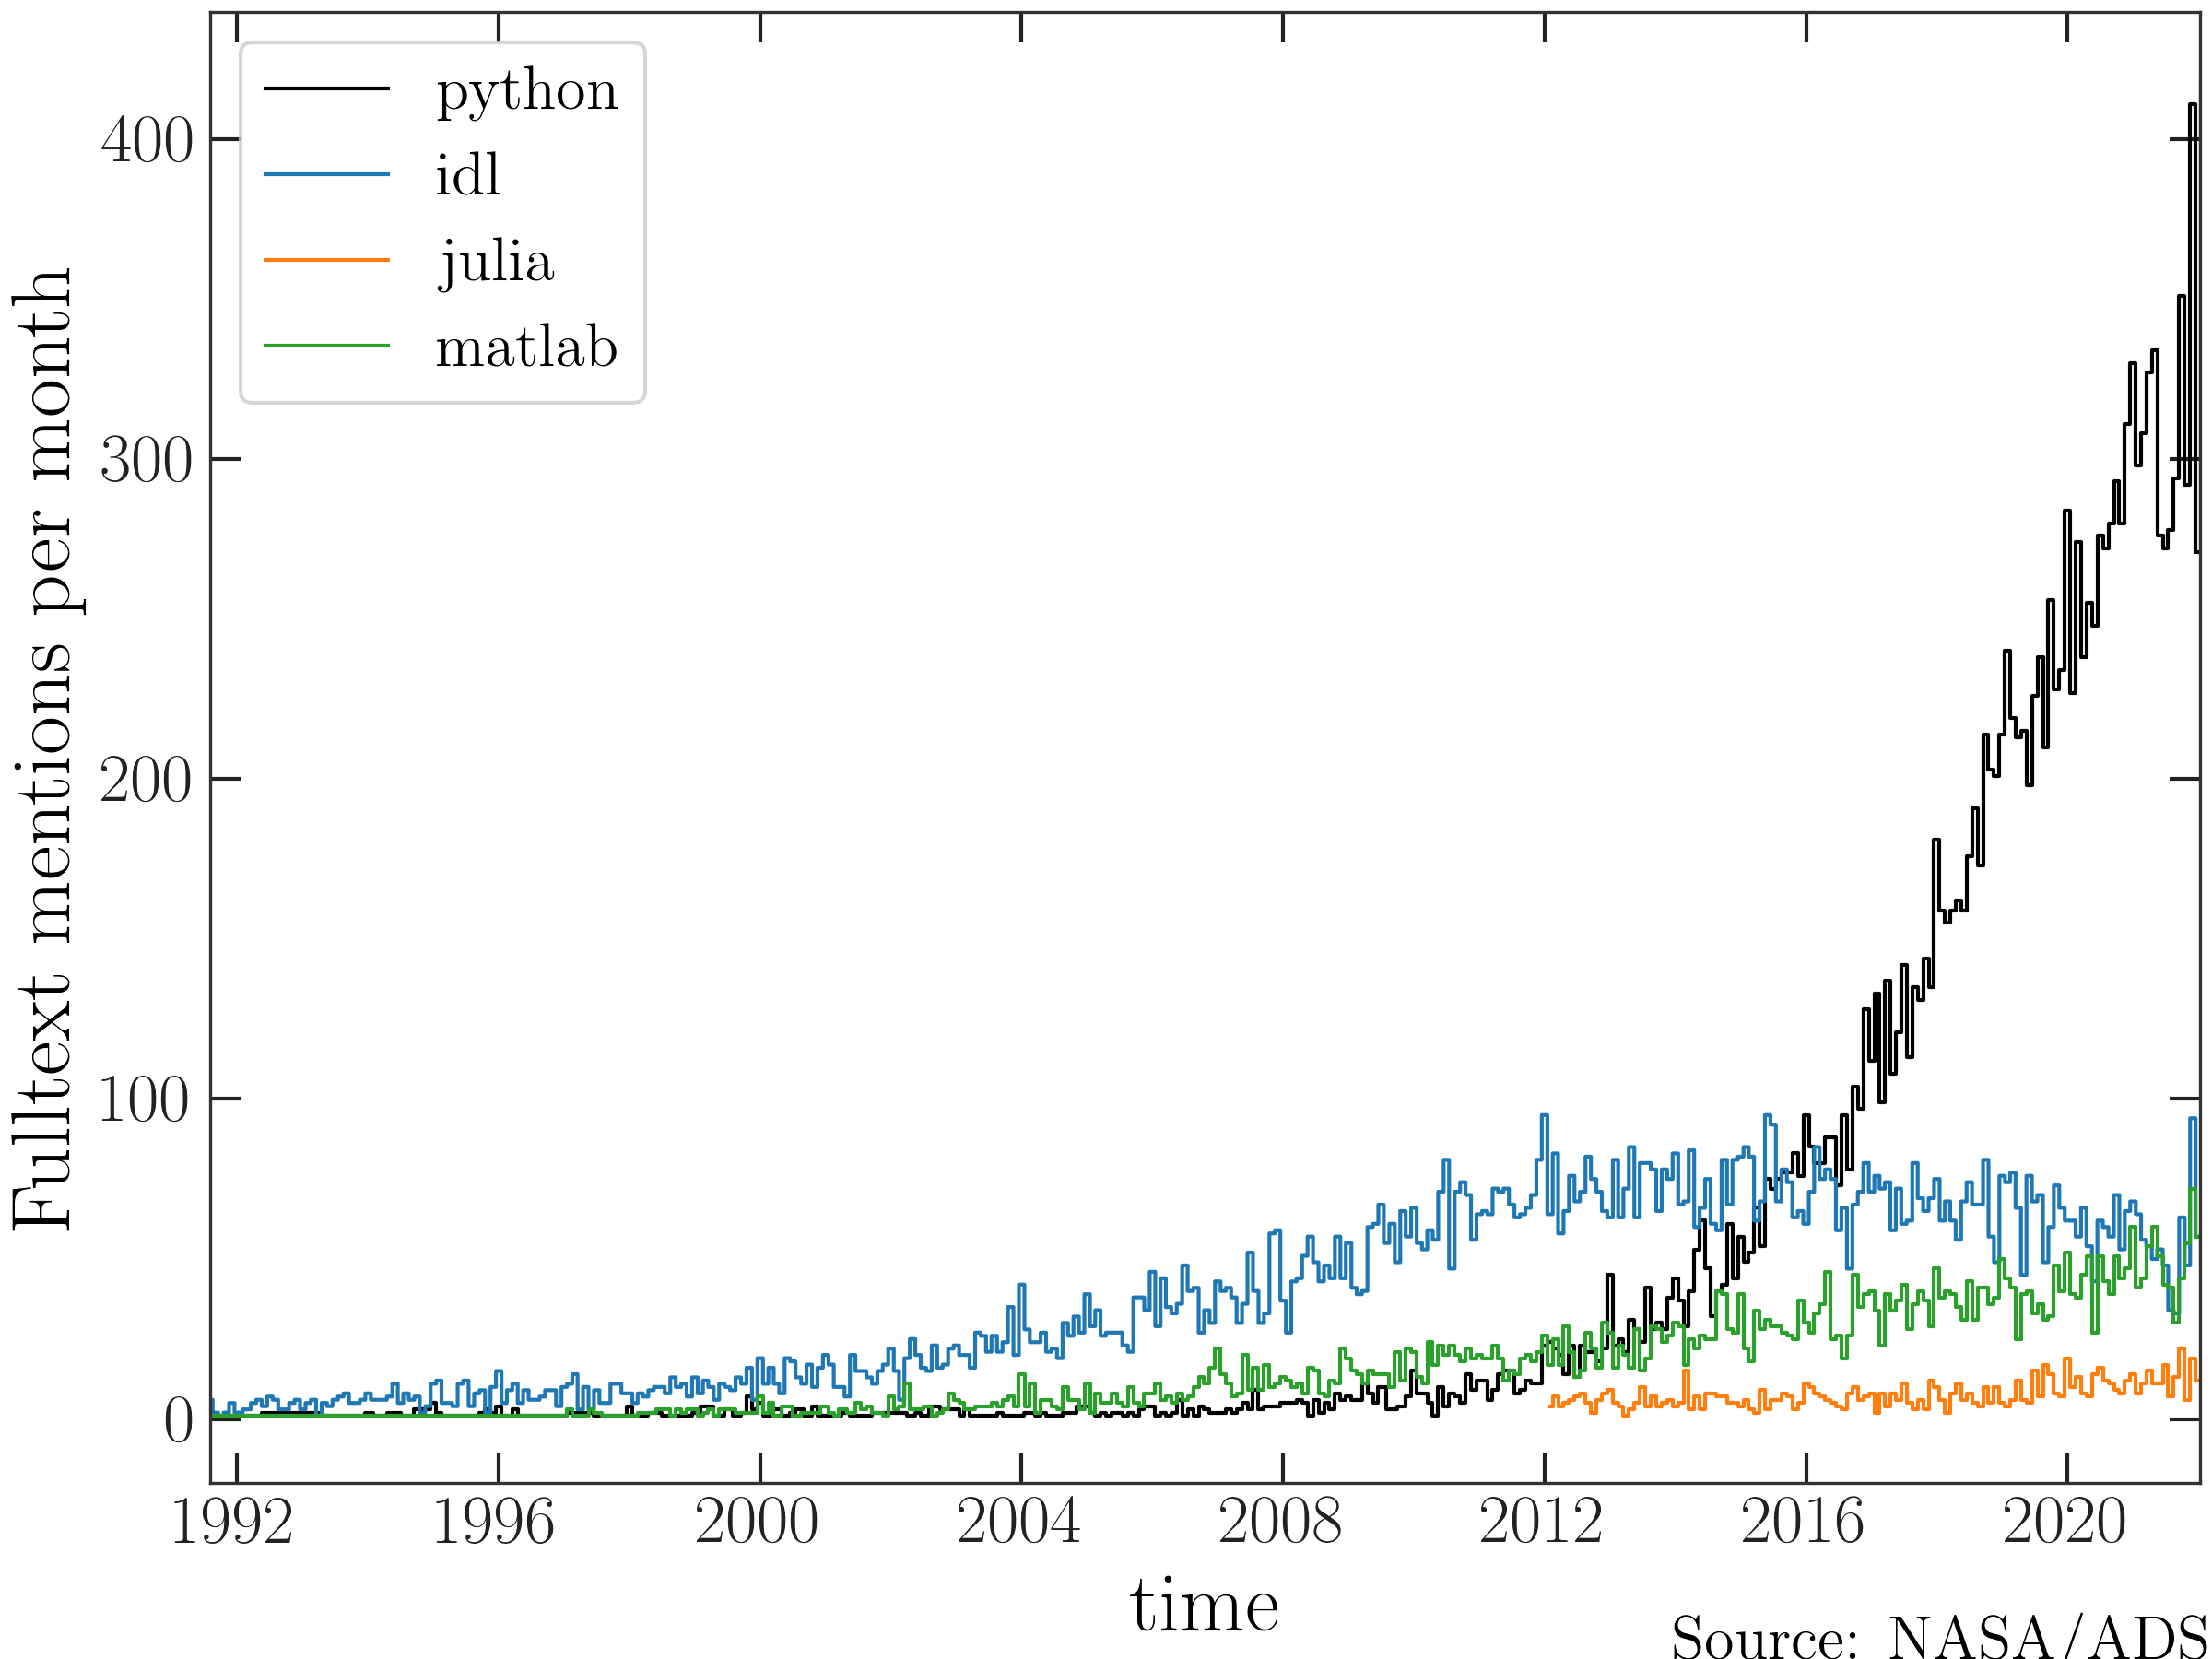 python
idl
julia
matlab
Fulltext mentions per month
400
300
200
100
0
1992 1996 2000 2004 2008 2012 2016 2020
time
Source: NASA/ADS